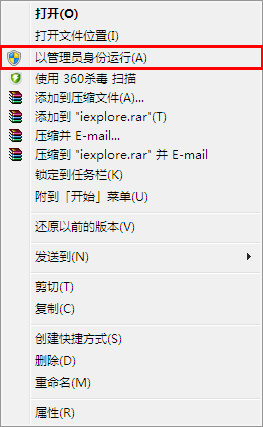 打开(O)
打开文件位置(I)
以管理员身份运行(A)
使用 360杀毒 扫描
添加到压缩文件(A)...
添加到 "iexplore.rar"(T)
压缩并 E-mail...
压缩到 "iexplore.rar" 并 E-mail
锁定到任务栏(K)
附到「开始」菜单(U)
还原以前的版本(V)
发送到(N)
剪切(T)
复制(C)
创建快捷方式(S)
删除(D)
重命名(M)
属性(R)